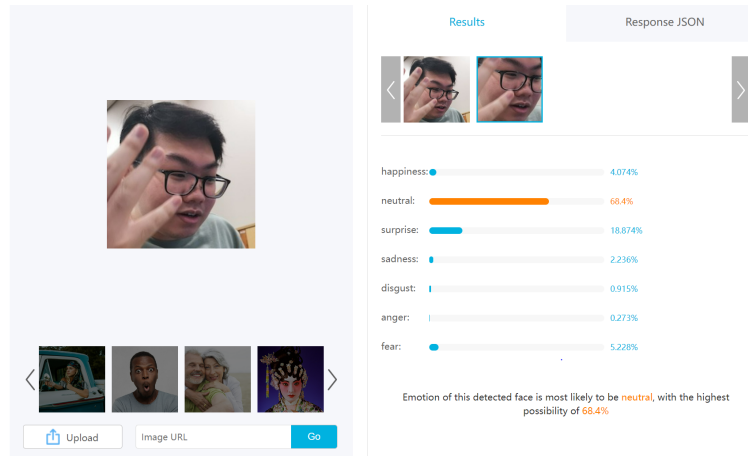 Results
Response JSON
happiness: 4.074%
neutral: 68.4%
surprise: 18.874%
sadness: 2.236%
disgust: 0.915%
anger: 0.273%
fear: 5.228%
Emotion of this detected face is most likely to be neutral, with the highest
possibility of 68.4%
Upload
Image URL
Go